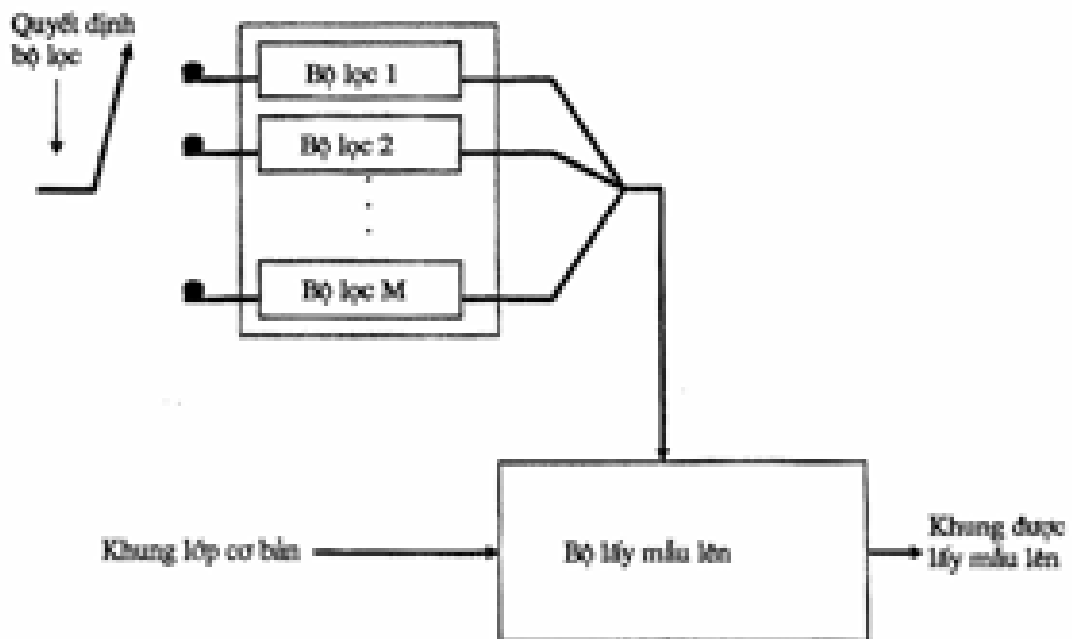 Quyết định
bộ lọc
Bộ lọc 1
Bộ lọc 2
Bộ lọc M
Khung lớp cơ bản
Bộ lấy mẫu lên
Khung được
lấy mẫu lên